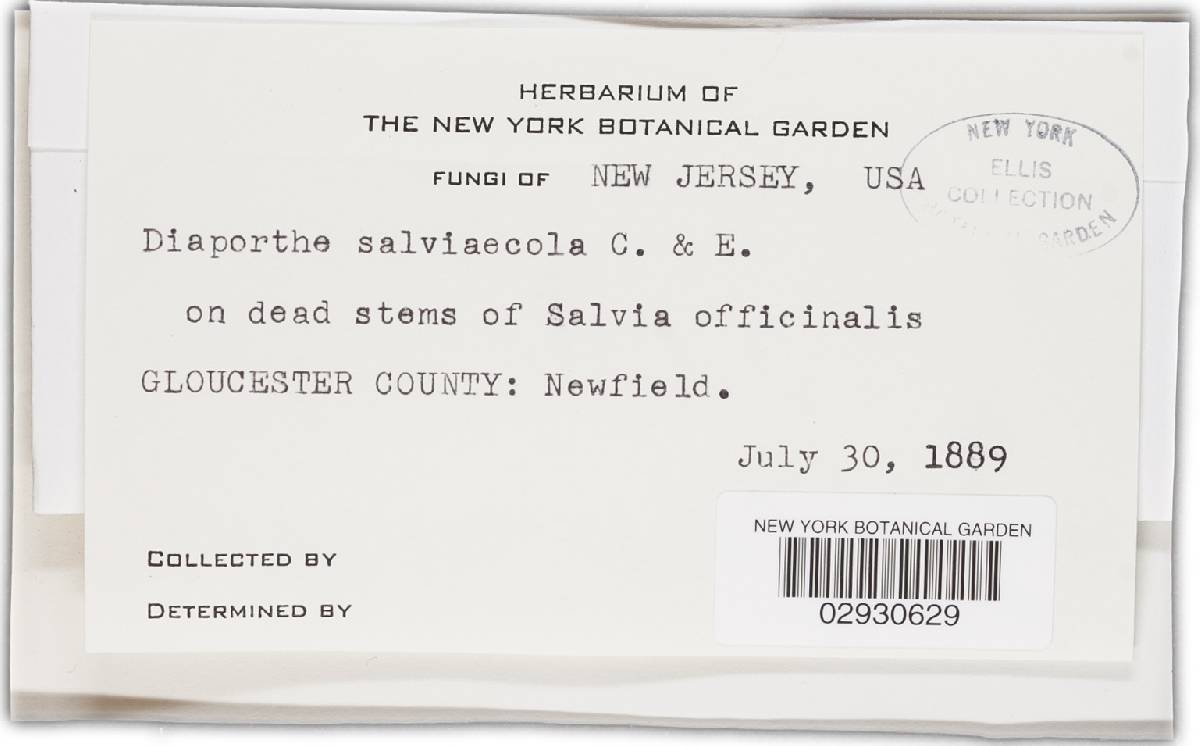 HERBARIUM OF
THE NEW YORK BOTANICAL GARDEN
FUNGI OF NEW JERSEY, USA
NEW YORK
ELLIS
COLLECTION
GARDEN
Diaporthe salviaecola C. & E.
on dead stems of Salvia officinalis
GLOUCESTER COUNTY: Newfield.
July 30, 1889
COLLECTED BY
DETERMINED BY
NEW YORK BOTANICAL GARDEN
02930629